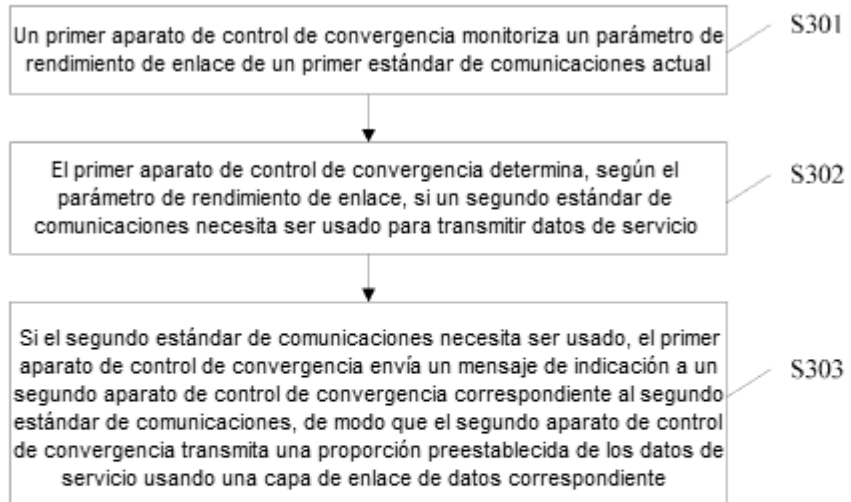 Un primer aparato de control de convergencia monitoriza un parámetro de
rendimiento de enlace de un primer estándar de comunicaciones actual
S301
El primer aparato de control de convergencia determina, según el
parámetro de rendimiento de enlace, si un segundo estándar de
comunicaciones necesita ser usado para transmitir datos de servicio
S302
Si el segundo estándar de comunicaciones necesita ser usado, el primer
aparato de control de convergencia envía un mensaje de indicación a un
segundo aparato de control de convergencia correspondiente al segundo
estándar de comunicaciones, de modo que el segundo aparato de control
de convergencia transmita una proporción preestablecida de los datos de
servicio usando una capa de enlace de datos correspondiente
S303